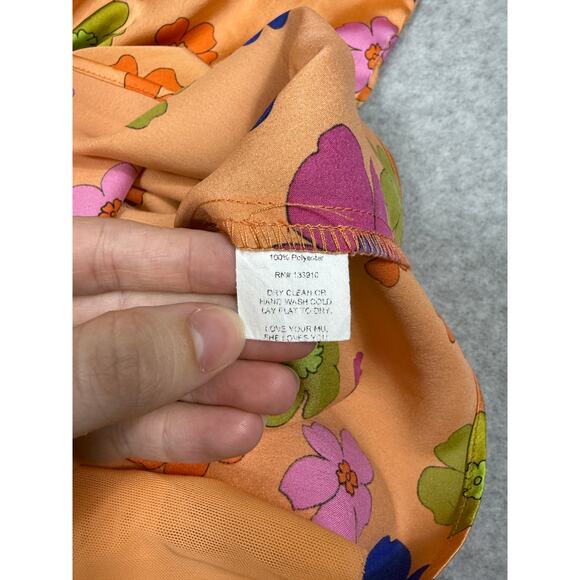 100% Polyester
RN# 133910
DRY CLEAN OR
HAND WASH COLD.
LAY FLAT TO DRY.
LOVE YOUR MU,
SHE LOVES YOU